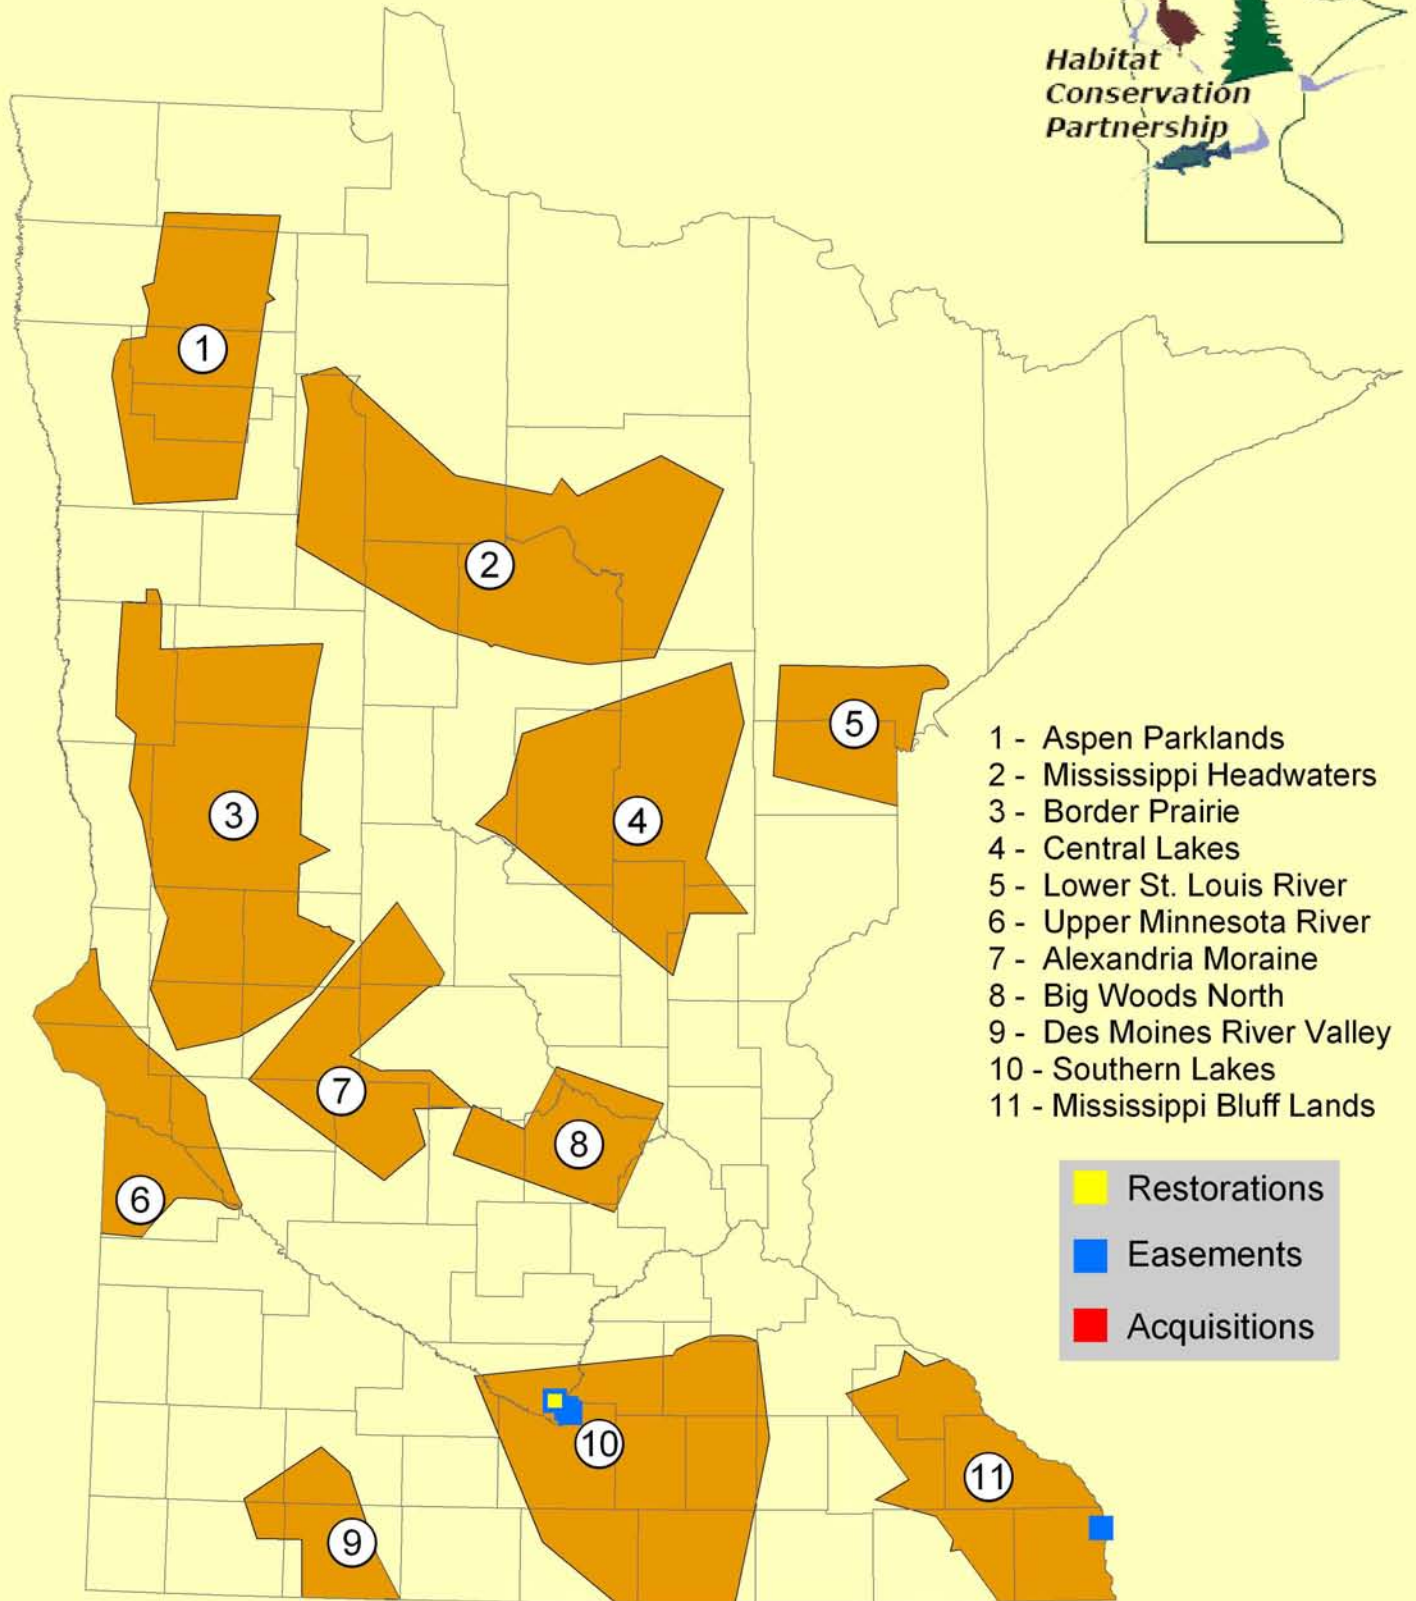 Habitat
Conservation
Partnership
1
2
3
4
5
6
7
8
9
10
11
1 - Aspen Parklands
2 - Mississippi Headwaters
3 - Border Prairie
4 - Central Lakes
5 - Lower St. Louis River
6 - Upper Minnesota River
7 - Alexandria Moraine
8 - Big Woods North
9 - Des Moines River Valley
10 - Southern Lakes
11 - Mississippi Bluff Lands
Restorations
Easements
Acquisitions